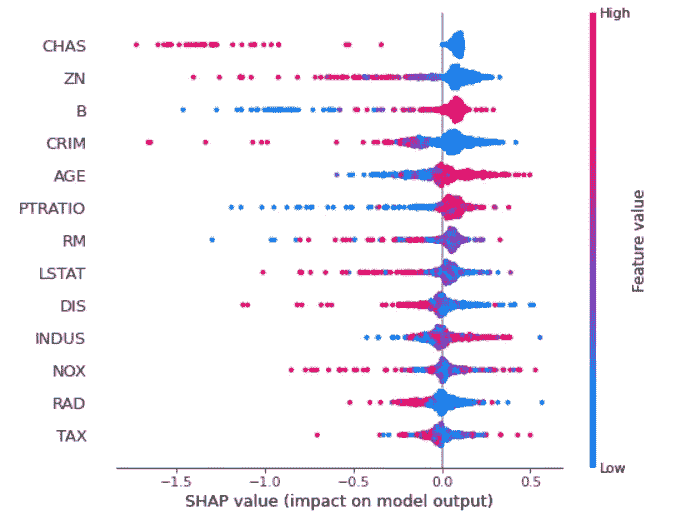 High
CHAS
ZN
B
CRIM
AGE
PTRATIO
RM
LSTAT
DIS
INDUS
NOX
RAD
TAX
Feature value
Low
−1.5 −1.0 −0.5 0.0 0.5
SHAP value (impact on model output)